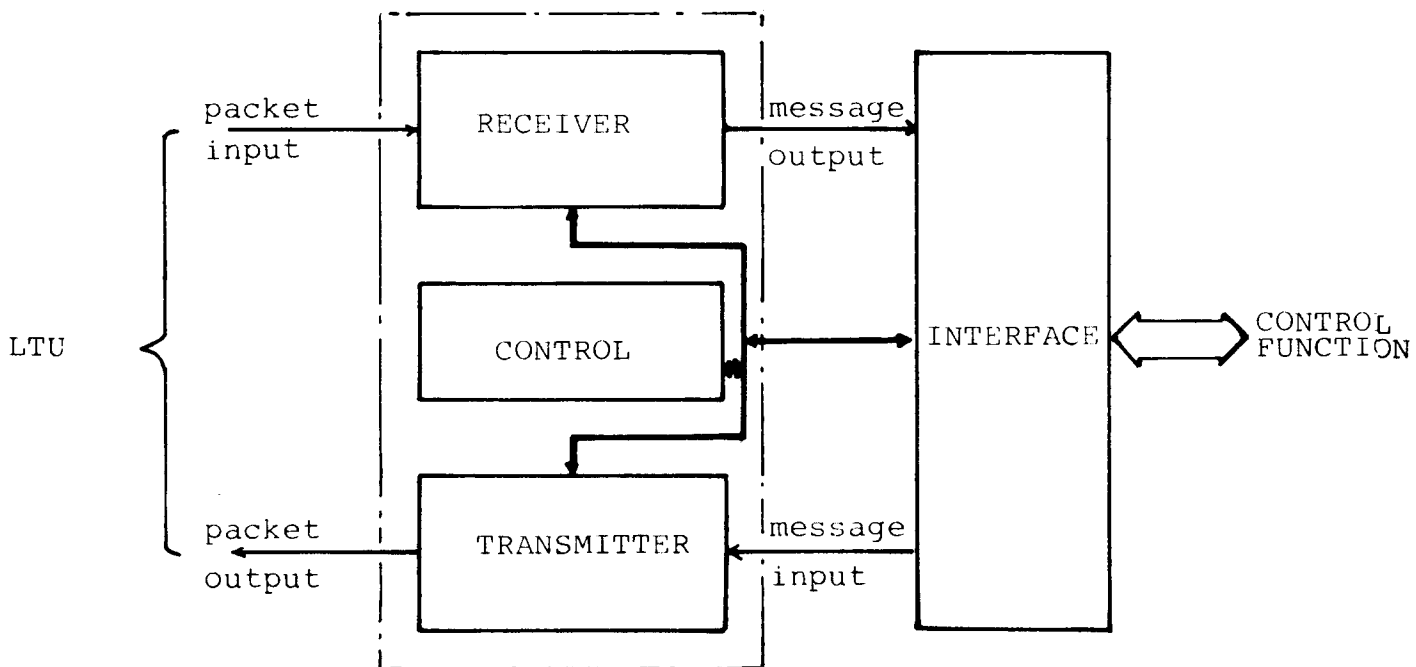 packet
input
RECEIVER
message
output
LTU
CONTROL
INTERFACE
CONTROL
FUNCTION
packet
output
TRANSMITTER
message
input